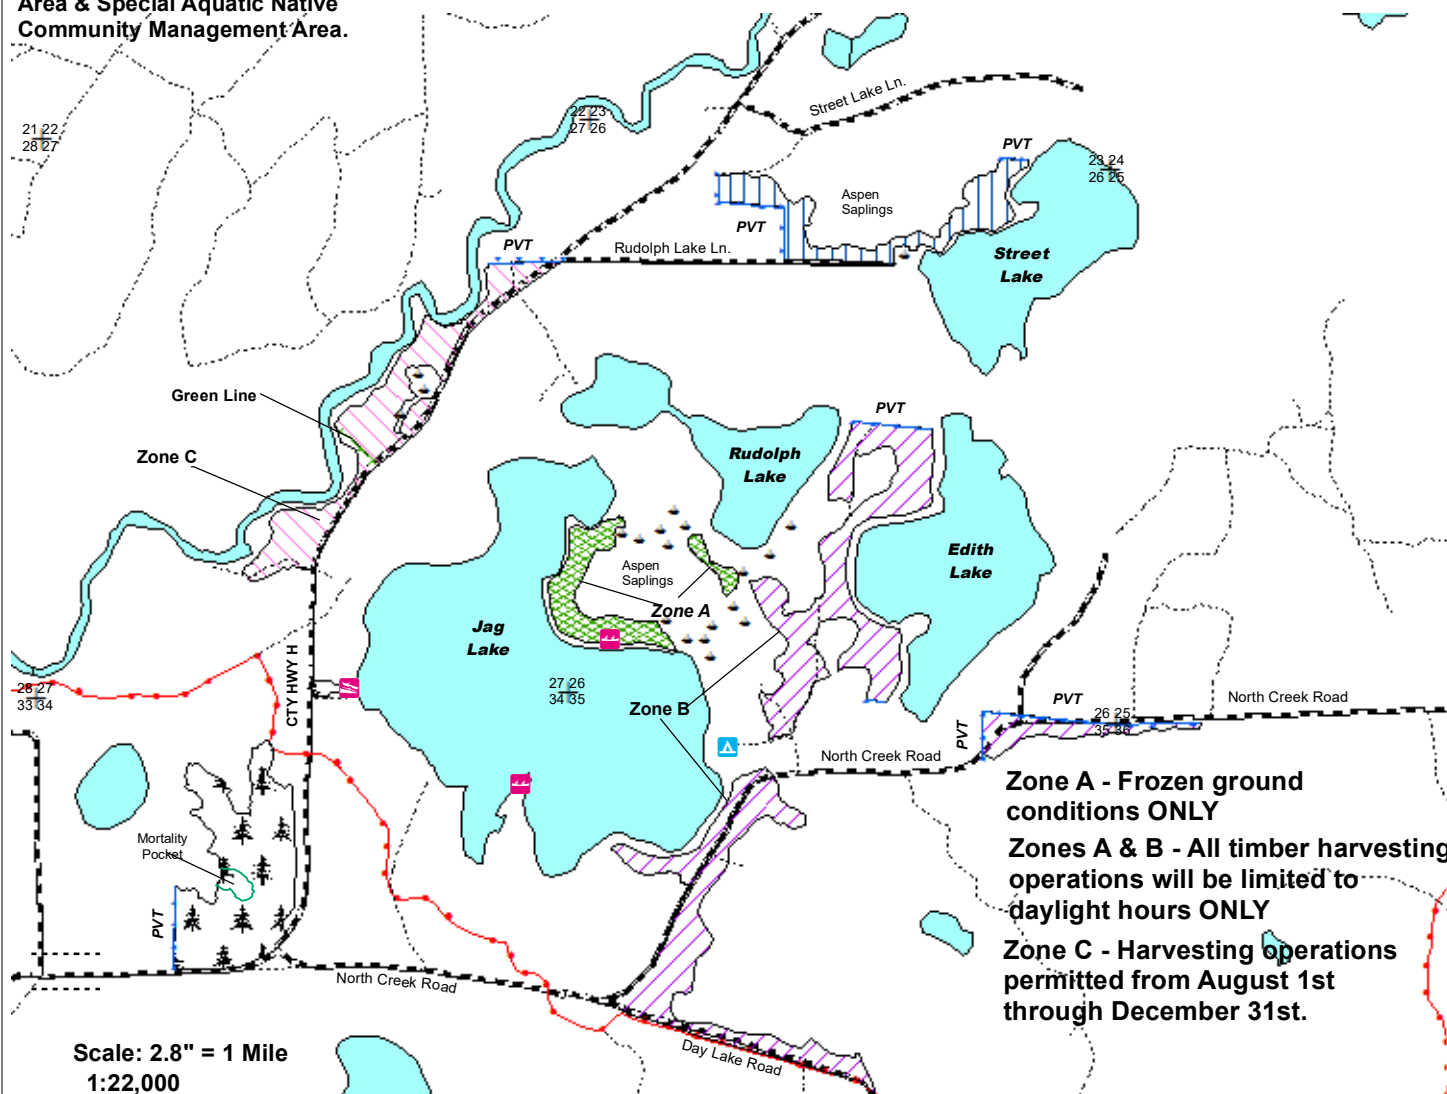 Area & Special Aquatic Native
Community Management Area.
Street Lake Ln.
21 22
28 27
22 23
27 26
23 24
26 25
PVT
Aspen
Saplings
PVT
PVT
Rudolph Lake Ln.
Street
Lake
Green Line
Zone C
PVT
Rudolph
Lake
Edith
Lake
Aspen
Saplings
Zone A
Jag
Lake
CTY HWY H
28 27
33 34
27 26
34 35
Zone B
PVT
North Creek Road
26 25
35 36
PVT
North Creek Road
Zone A - Frozen ground
conditions ONLY
Zones A & B - All timber harvesting
operations will be limited to
daylight hours ONLY
Zone C - Harvesting operations
permitted from August 1st
through December 31st.
Mortality
Pocket
PVT
North Creek Road
Day Lake Road
Scale: 2.8" = 1 Mile
1:22,000